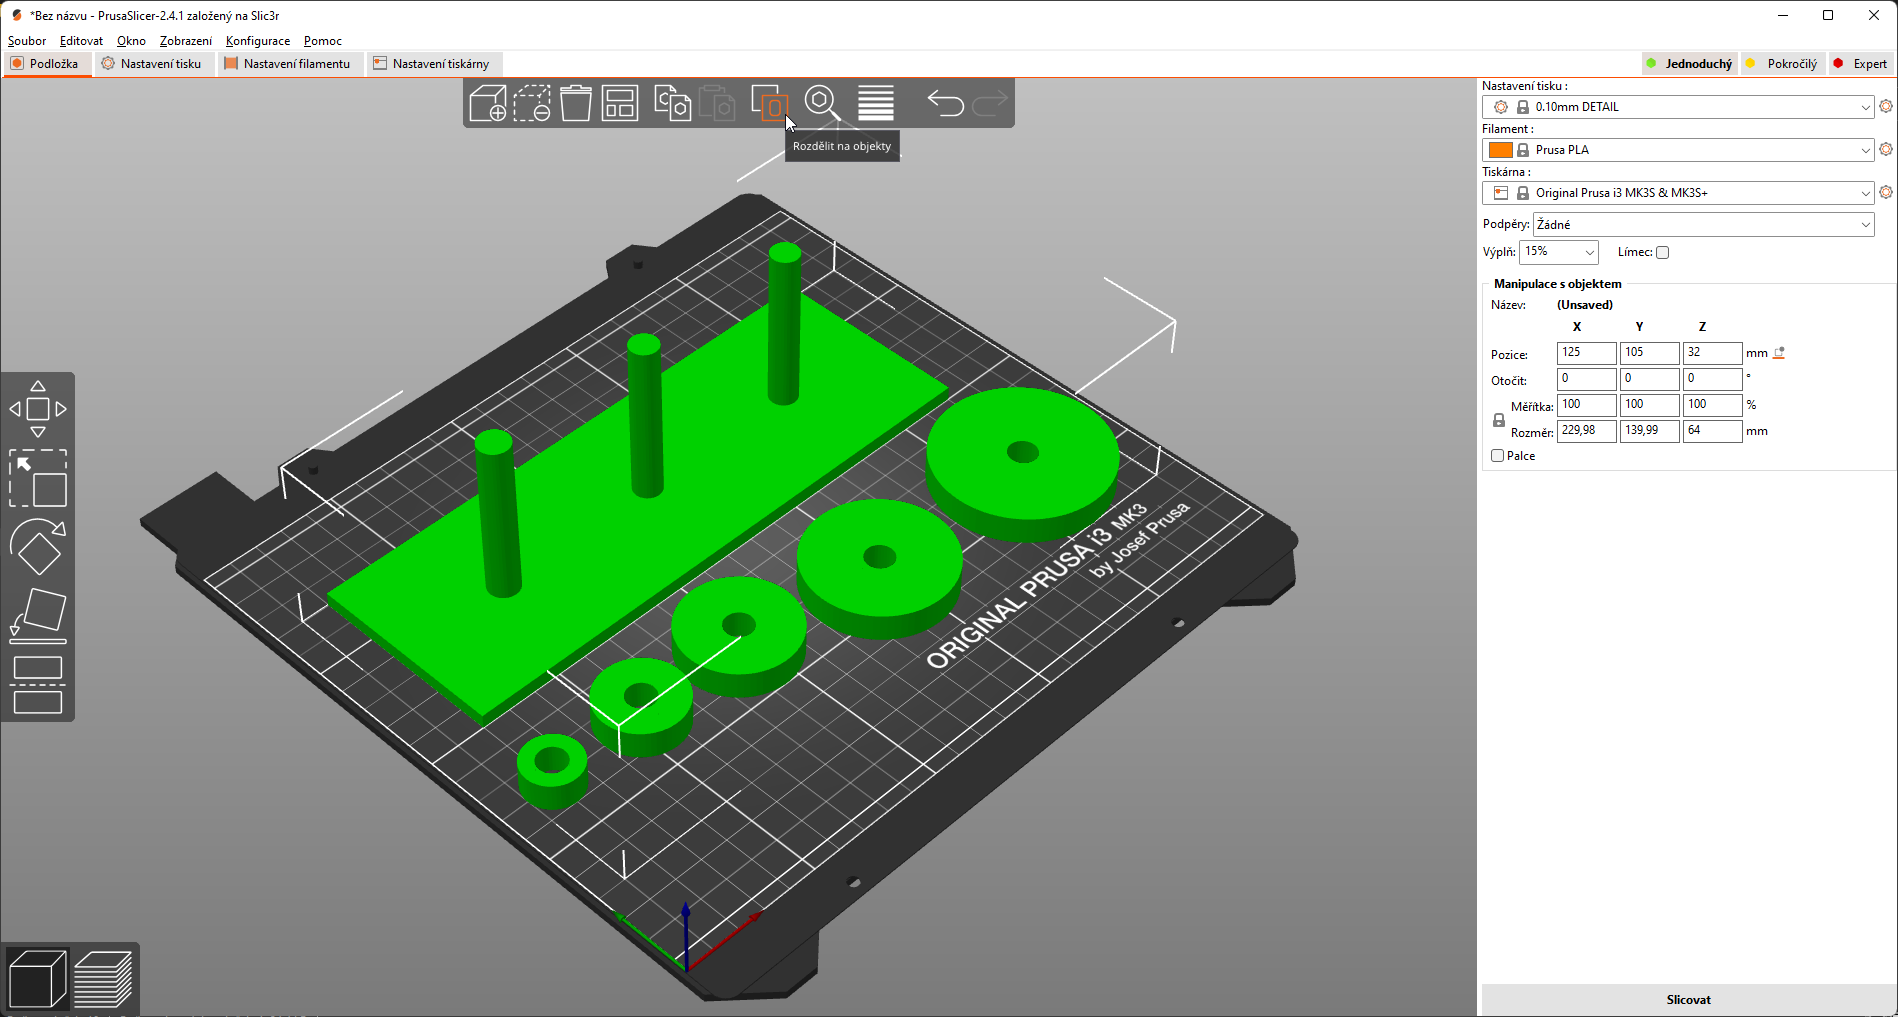 *Bez názvu - PrusaSlicer-2.4.1 založený na Slic3r
Soubor Editovat Okno Zobrazení Konfigurace Pomoc
Podložka Nastavení tisku Nastavení filamentu Nastavení tiskárny
Jednoduchý Pokročilý Expert
Rozdělit na objekty
ORIGINAL PRUSA i3 MK3
by Josef Prusa
Nastavení tisku :
0.10mm DETAIL
Filament :
Prusa PLA
Tiskárna :
Original Prusa i3 MK3S & MK3S+
Podpěry: Žádné
Výplň: 15% Límec:
Manipulace s objektem
Název: (Unsaved)
X Y Z
Pozice: 125 105 32 mm
Otočit: 0 0 0 °
Měřítka: 100 100 100 %
Rozměr: 229,98 139,99 64 mm
Palce
Slicovat